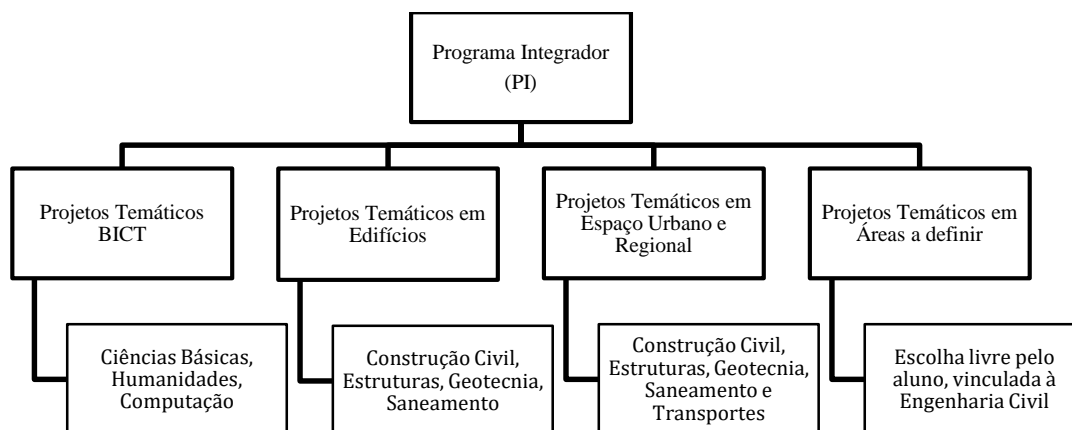 Programa Integrador
(PI)
Projetos Temáticos
BICT
Projetos Temáticos em
Edifícios
Projetos Temáticos em
Espaço Urbano e
Regional
Projetos Temáticos em
Áreas a definir
Ciências Básicas,
Humanidades,
Computação
Construção Civil,
Estruturas, Geotecnia,
Saneamento
Construção Civil,
Estruturas, Geotecnia,
Saneamento e
Transportes
Escolha livre pelo
aluno, vinculada à
Engenharia Civil